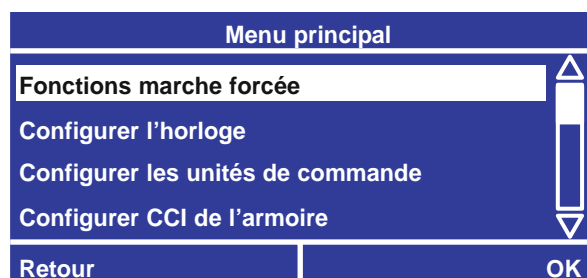 Menu principal
Fonctions marche forcée
Configurer l’horloge
Configurer les unités de commande
Configurer CCI de l’armoire
Retour OK